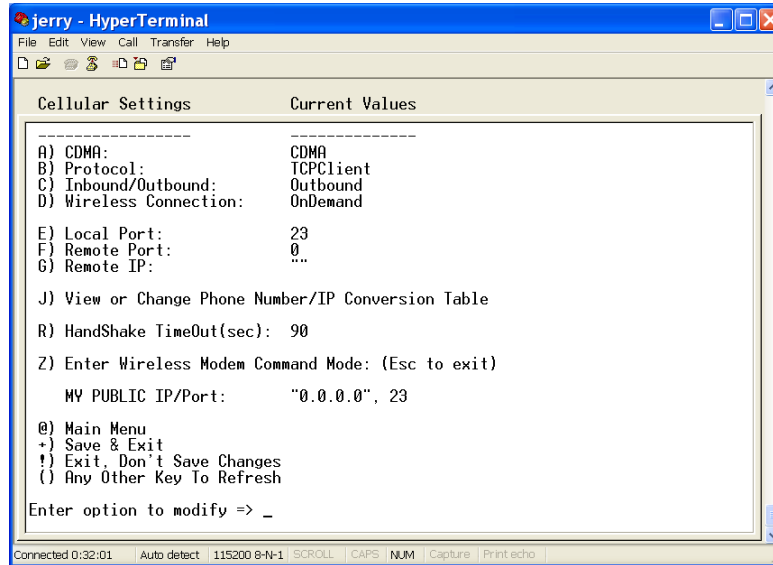 jerry - HyperTerminal
File Edit View Call Transfer Help
Cellular Settings Current Values
----------------- --------------
A) CDMA: CDMA
B) Protocol: TCPClient
C) Inbound/Outbound: Outbound
D) Wireless Connection: OnDemand
E) Local Port: 23
F) Remote Port: 0
G) Remote IP: ""
J) View or Change Phone Number/IP Conversion Table
R) HandShake TimeOut(sec): 90
Z) Enter Wireless Modem Command Mode: (Esc to exit)
MY PUBLIC IP/Port: "0.0.0.0", 23
@) Main Menu
+) Save & Exit
!) Exit, Don't Save Changes
() Any Other Key To Refresh
Enter option to modify => _
Connected 0:32:01 Auto detect 115200 8-N-1 SCROLL CAPS NUM Capture Print echo